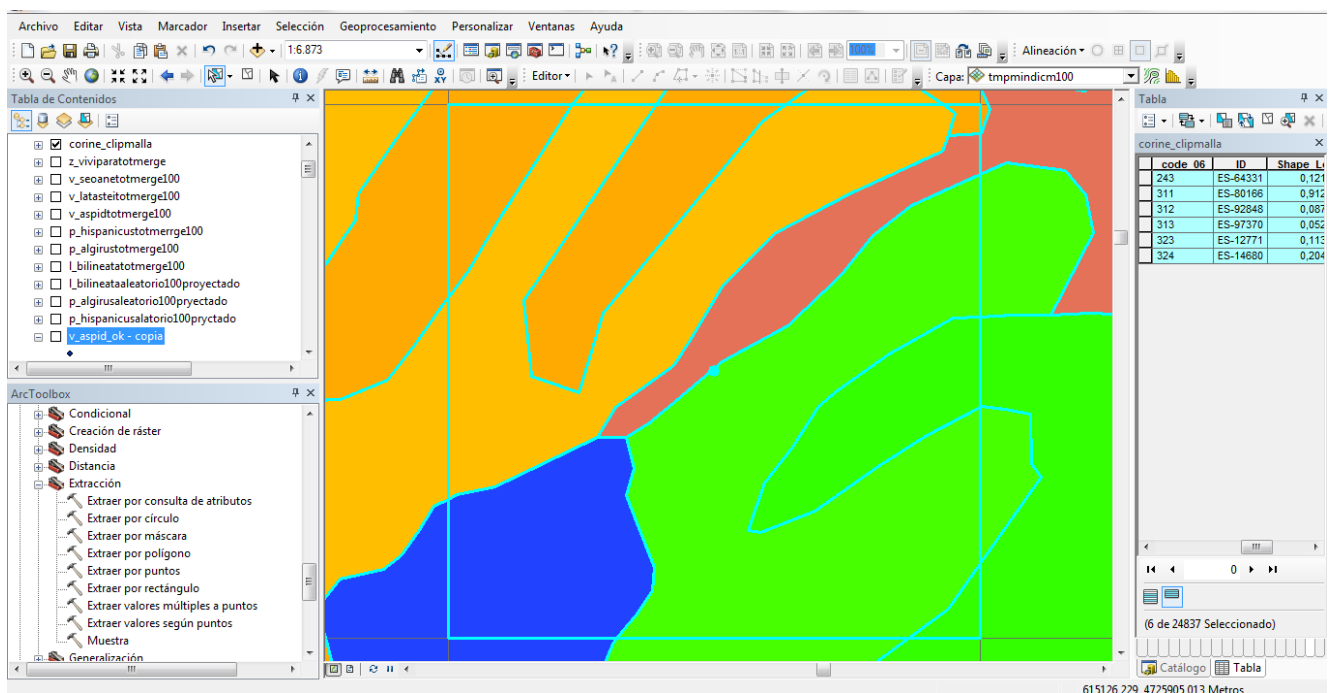 Archivo Editar Vista Marcador Insertar Selección Geoprocesamiento Personalizar Ventanas Ayuda
1:6.873 100% Alineación
Editor Capa: tmpmindicm100
Tabla de Contenidos
corine_clipmalla
z_viviparatotmerge
v_seoanetotmerge100
v_latasteitotmerge100
v_aspidtotmerge100
p_hispanicustotmerrge100
p_algirustotmerge100
l_bilineatatotmerge100
l_bilineataaleatorio100proyectado
p_algirusaleatorio100pryectado
p_hispanicusalatorio100pryctado
v_aspid_ok - copia
ArcToolbox
Condicional
Creación de ráster
Densidad
Distancia
Extracción
Extraer por consulta de atributos
Extraer por círculo
Extraer por máscara
Extraer por polígono
Extraer por puntos
Extraer por rectángulo
Extraer valores múltiples a puntos
Extraer valores según puntos
Muestra
Generalización
Tabla
corine_clipmalla
code_06 ID Shape_Le
243 ES-64331 0,121
311 ES-80166 0,912
312 ES-92848 0,087
313 ES-97370 0,052
323 ES-12771 0,113
324 ES-14680 0,204
0
(6 de 24837 Seleccionado)
Catálogo Tabla
615126,229 4725905,013 Metros